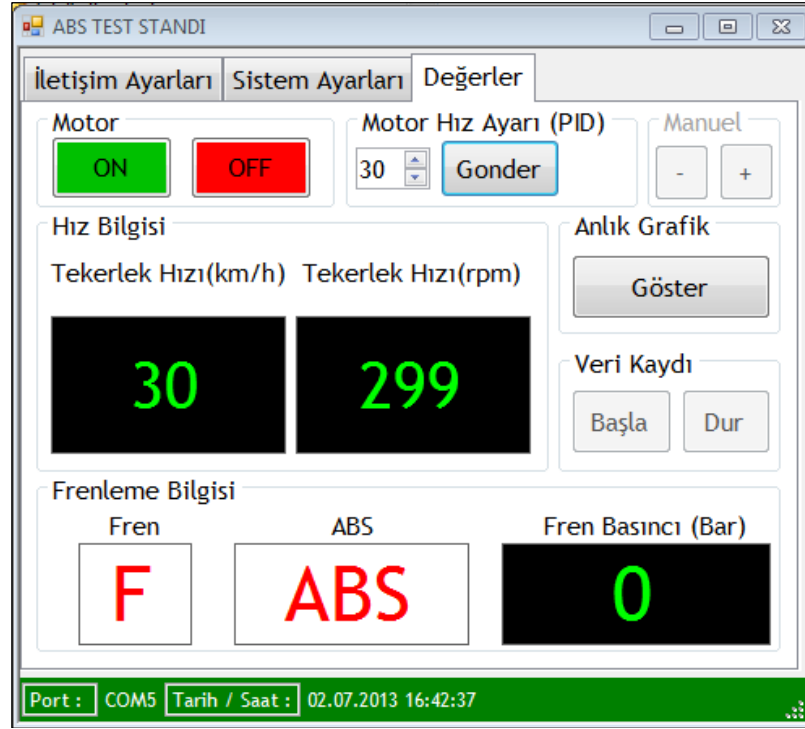 ABS TEST STANDI
İletişim Ayarları Sistem Ayarları Değerler
Motor Motor Hız Ayarı (PID) Manuel
ON OFF 30 Gonder - +
Hız Bilgisi Anlık Grafik
Tekerlek Hızı(km/h) Tekerlek Hızı(rpm) Göster
30 299
Veri Kaydı
Başla Dur
Frenleme Bilgisi
Fren ABS Fren Basıncı (Bar)
F ABS 0
Port : COM5 Tarih / Saat : 02.07.2013 16:42:37